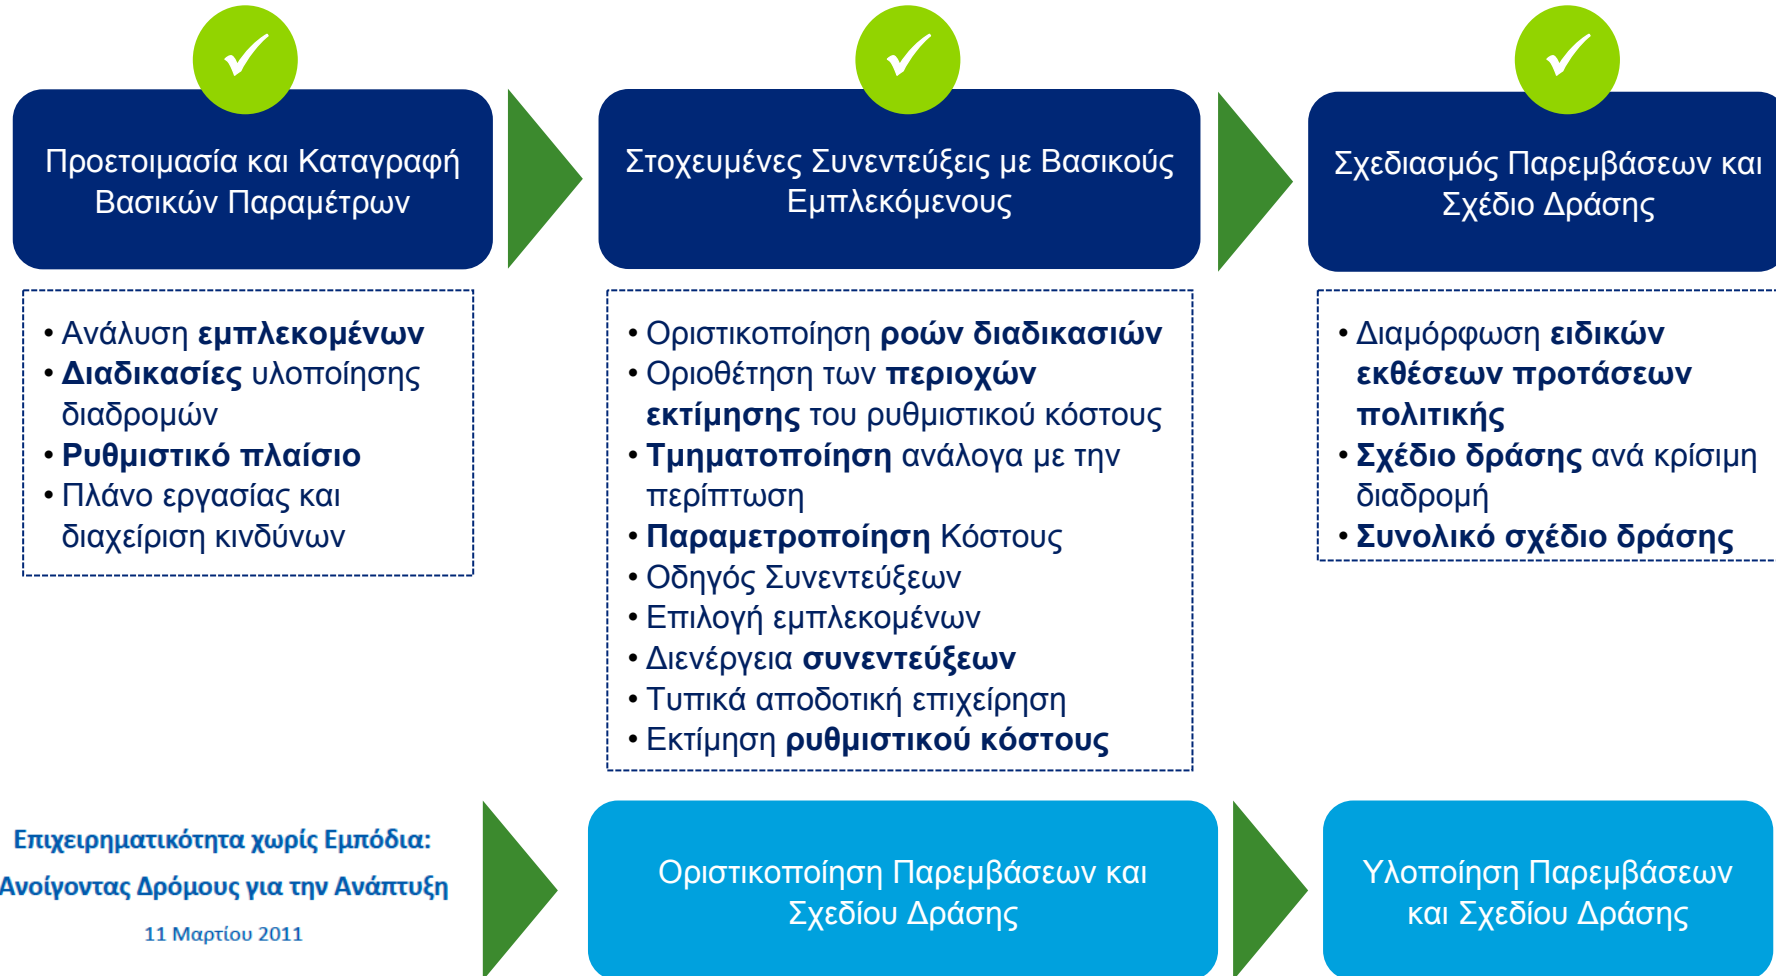 Προετοιμασία και Καταγραφή
Βασικών Παραμέτρων
Στοχευμένες Συνεντεύξεις με Βασικούς
Εμπλεκόμενους
Σχεδιασμός Παρεμβάσεων και
Σχέδιο Δράσης
• Ανάλυση εμπλεκομένων
• Διαδικασίες υλοποίησης
διαδρομών
• Ρυθμιστικό πλαίσιο
• Πλάνο εργασίας και
διαχείριση κινδύνων
• Οριστικοποίηση ροών διαδικασιών
• Οριοθέτηση των περιοχών
εκτίμησης του ρυθμιστικού κόστους
• Τμηματοποίηση ανάλογα με την
περίπτωση
• Παραμετροποίηση Κόστους
• Οδηγός Συνεντεύξεων
• Επιλογή εμπλεκομένων
• Διενέργεια συνεντεύξεων
• Τυπικά αποδοτική επιχείρηση
• Εκτίμηση ρυθμιστικού κόστους
• Διαμόρφωση ειδικών
εκθέσεων προτάσεων
πολιτικής
• Σχέδιο δράσης ανά κρίσιμη
διαδρομή
• Συνολικό σχέδιο δράσης
Επιχειρηματικότητα χωρίς Εμπόδια:
Ανοίγοντας Δρόμους για την Ανάπτυξη
11 Μαρτίου 2011
Οριστικοποίηση Παρεμβάσεων και
Σχεδίου Δράσης
Υλοποίηση Παρεμβάσεων
και Σχεδίου Δράσης